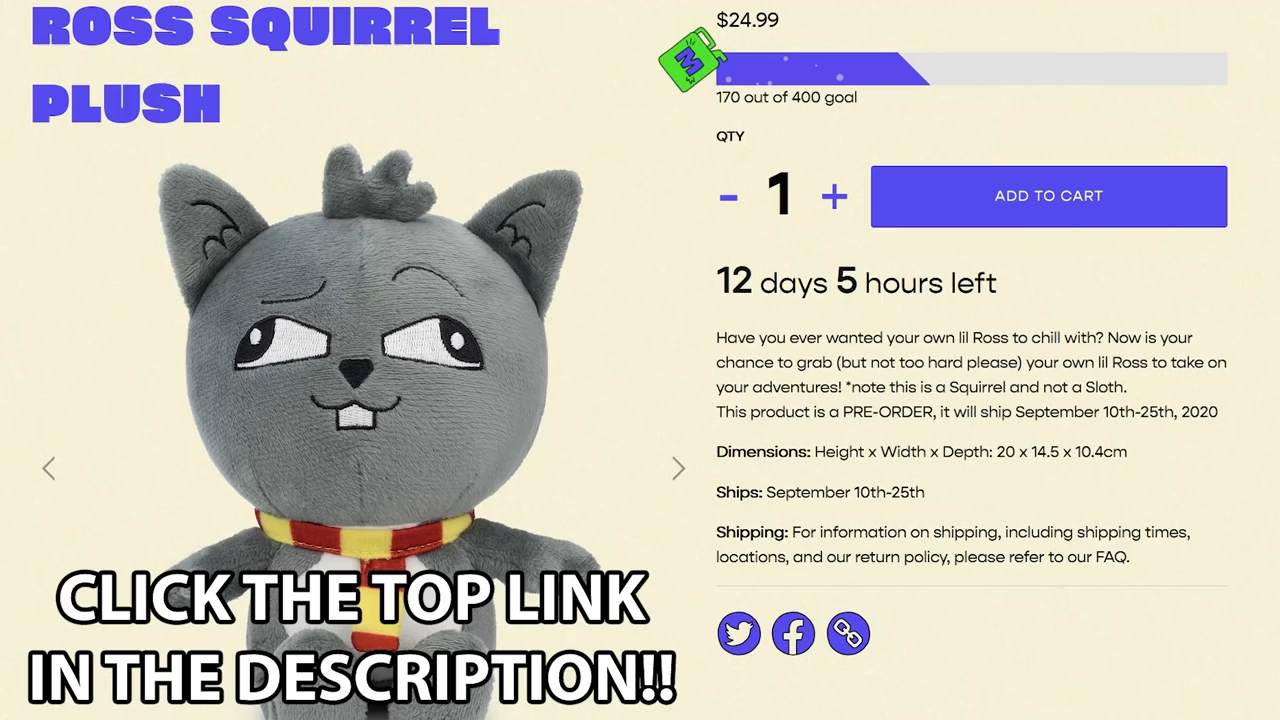 ROSS SQUIRREL
PLUSH
$24.99
M
170 out of 400 goal
QTY
- 1 +
ADD TO CART
12 days 5 hours left
Have you ever wanted your own lil Ross to chill with? Now is your
chance to grab (but not too hard please) your own lil Ross to take on
your adventures! *note this is a Squirrel and not a Sloth.
This product is a PRE-ORDER, it will ship September 10th-25th, 2020
Dimensions: Height x Width x Depth: 20 x 14.5 x 10.4cm
Ships: September 10th-25th
Shipping: For information on shipping, including shipping times,
locations, and our return policy, please refer to our FAQ.
CLICK THE TOP LINK
IN THE DESCRIPTION!!